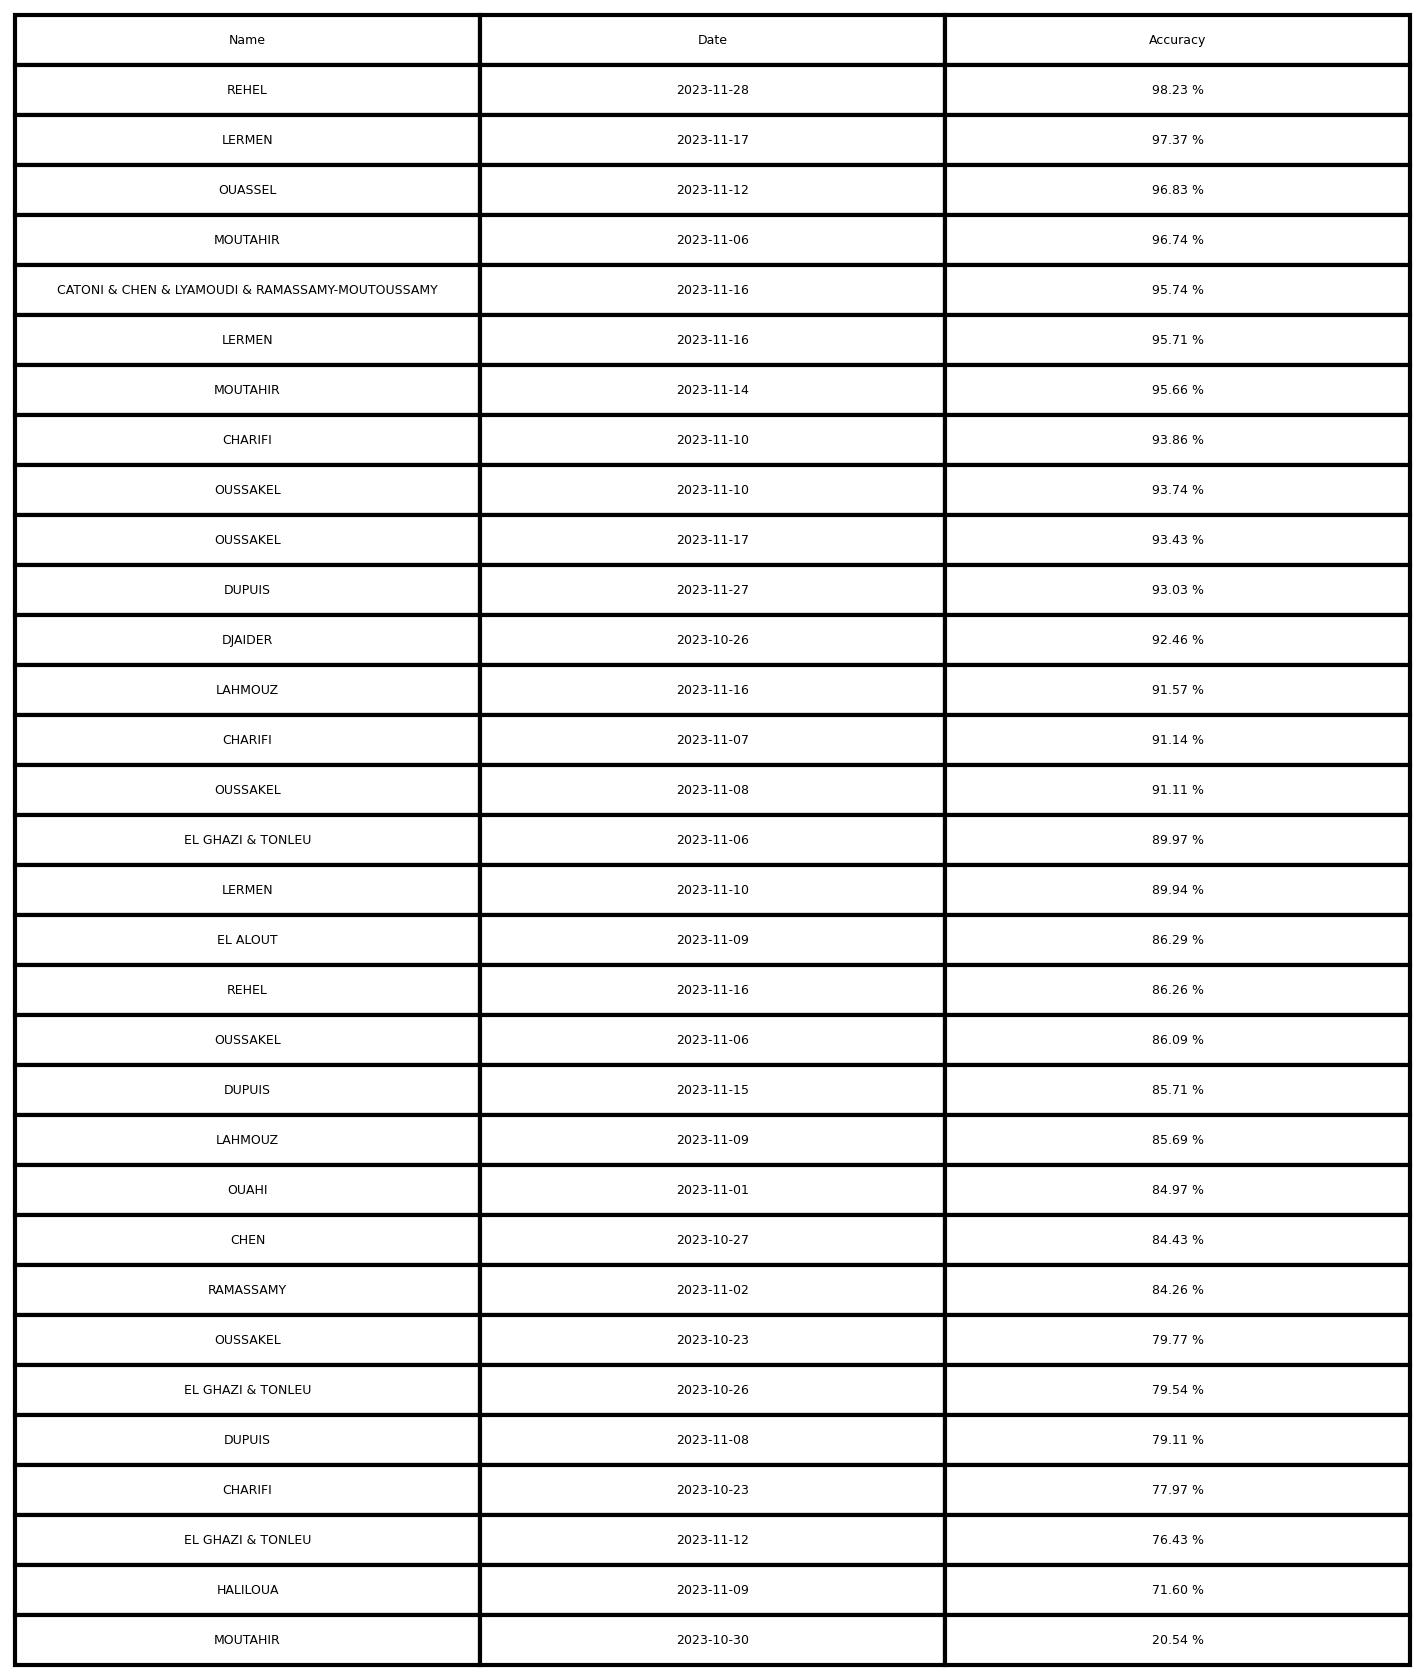 Name Date Accuracy
REHEL 2023-11-28 98.23 %
LERMEN 2023-11-17 97.37 %
OUASSEL 2023-11-12 96.83 %
MOUTAHIR 2023-11-06 96.74 %
CATONI & CHEN & LYAMOUDI & RAMASSAMY-MOUTOUSSAMY 2023-11-16 95.74 %
LERMEN 2023-11-16 95.71 %
MOUTAHIR 2023-11-14 95.66 %
CHARIFI 2023-11-10 93.86 %
OUSSAKEL 2023-11-10 93.74 %
OUSSAKEL 2023-11-17 93.43 %
DUPUIS 2023-11-27 93.03 %
DJAIDER 2023-10-26 92.46 %
LAHMOUZ 2023-11-16 91.57 %
CHARIFI 2023-11-07 91.14 %
OUSSAKEL 2023-11-08 91.11 %
EL GHAZI & TONLEU 2023-11-06 89.97 %
LERMEN 2023-11-10 89.94 %
EL ALOUT 2023-11-09 86.29 %
REHEL 2023-11-16 86.26 %
OUSSAKEL 2023-11-06 86.09 %
DUPUIS 2023-11-15 85.71 %
LAHMOUZ 2023-11-09 85.69 %
OUAHI 2023-11-01 84.97 %
CHEN 2023-10-27 84.43 %
RAMASSAMY 2023-11-02 84.26 %
OUSSAKEL 2023-10-23 79.77 %
EL GHAZI & TONLEU 2023-10-26 79.54 %
DUPUIS 2023-11-08 79.11 %
CHARIFI 2023-10-23 77.97 %
EL GHAZI & TONLEU 2023-11-12 76.43 %
HALILOUA 2023-11-09 71.60 %
MOUTAHIR 2023-10-30 20.54 %